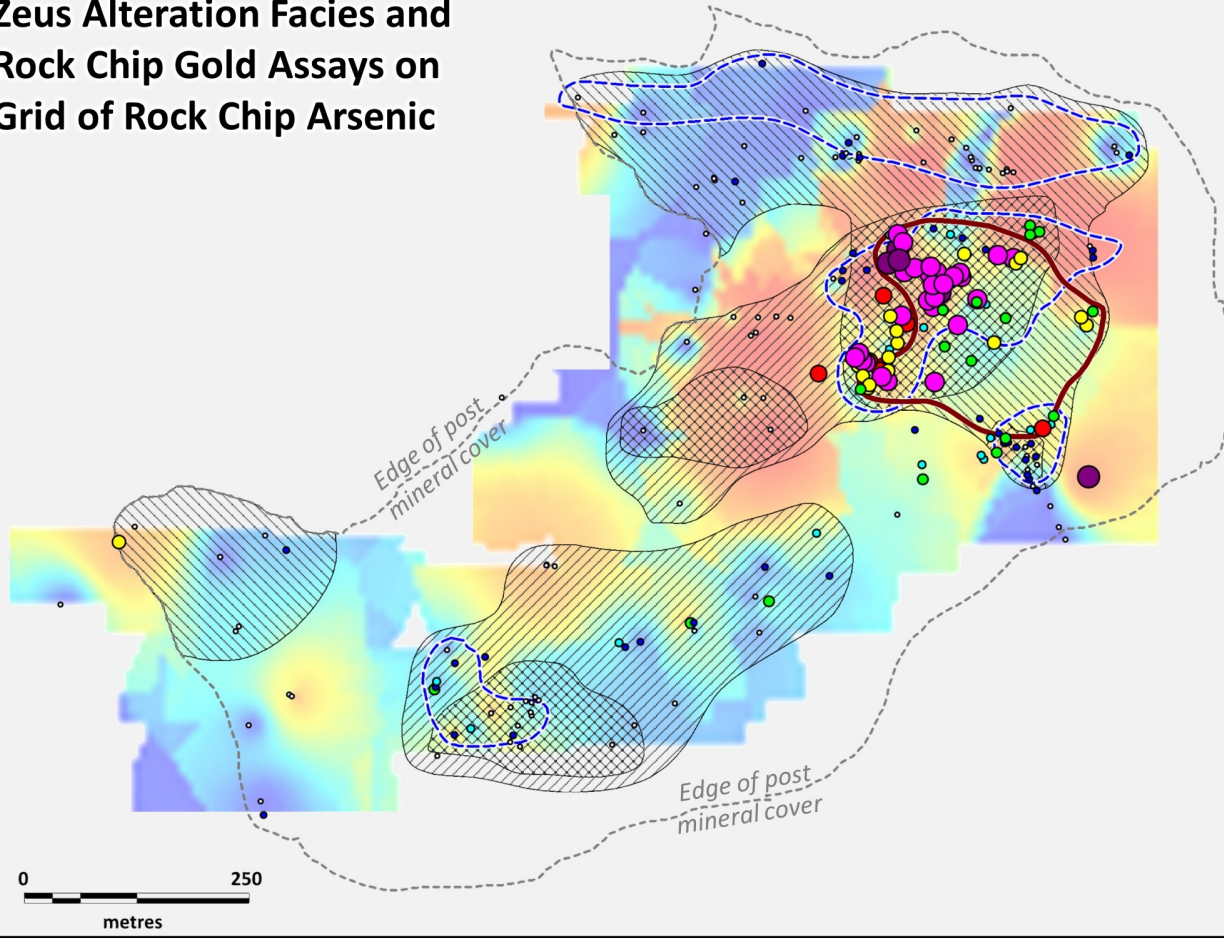 Zeus Alteration Facies and
Rock Chip Gold Assays on
Grid of Rock Chip Arsenic
Edge of post
mineral cover
Edge of post
mineral cover
0 250
metres